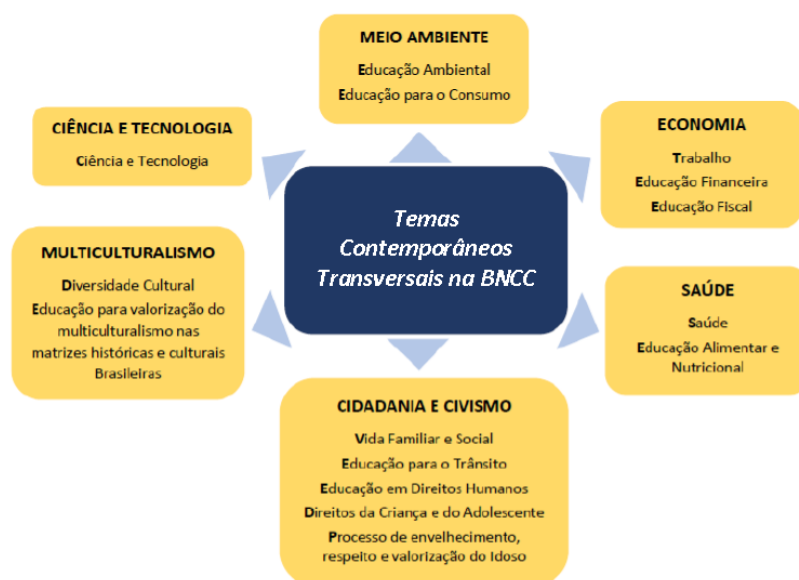 MEIO AMBIENTE
Educação Ambiental
Educação para o Consumo
CIÊNCIA E TECNOLOGIA
Ciência e Tecnologia
ECONOMIA
Trabalho
Educação Financeira
Educação Fiscal
Temas
Contemporâneos
Transversais na BNCC
MULTICULTURALISMO
Diversidade Cultural
Educação para valorização do
multiculturalismo nas
matrizes históricas e culturais
Brasileiras
SAÚDE
Saúde
Educação Alimentar e
Nutricional
CIDADANIA E CIVISMO
Vida Familiar e Social
Educação para o Trânsito
Educação em Direitos Humanos
Direitos da Criança e do Adolescente
Processo de envelhecimento,
respeito e valorização do Idoso